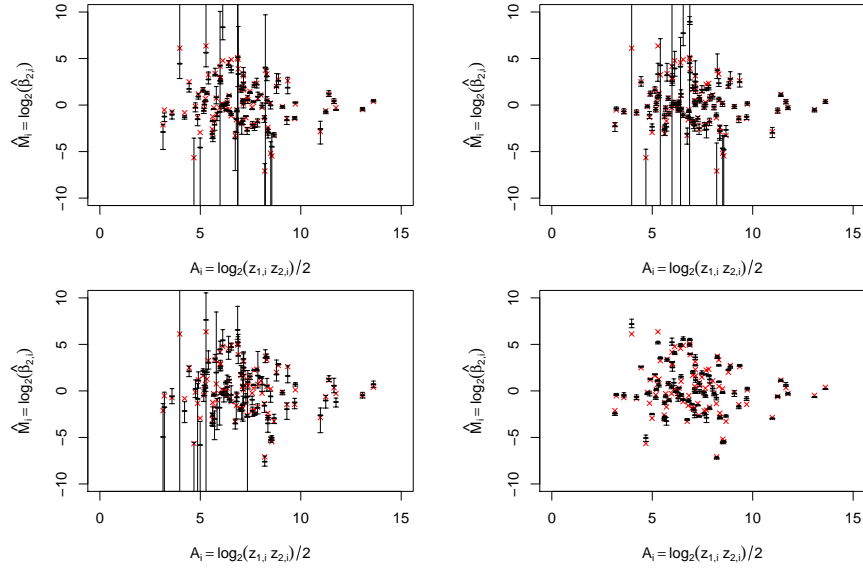 10
5
0
−5
−10
M̂ᵢ = log₂(β̂₂,ᵢ)
0 5 10 15
Aᵢ = log₂(z₁,ᵢ z₂,ᵢ)/2
10
5
0
−5
−10
M̂ᵢ = log₂(β̂₂,ᵢ)
0 5 10 15
Aᵢ = log₂(z₁,ᵢ z₂,ᵢ)/2
10
5
0
−5
−10
M̂ᵢ = log₂(β̂₂,ᵢ)
0 5 10 15
Aᵢ = log₂(z₁,ᵢ z₂,ᵢ)/2
10
5
0
−5
−10
M̂ᵢ = log₂(β̂₂,ᵢ)
0 5 10 15
Aᵢ = log₂(z₁,ᵢ z₂,ᵢ)/2